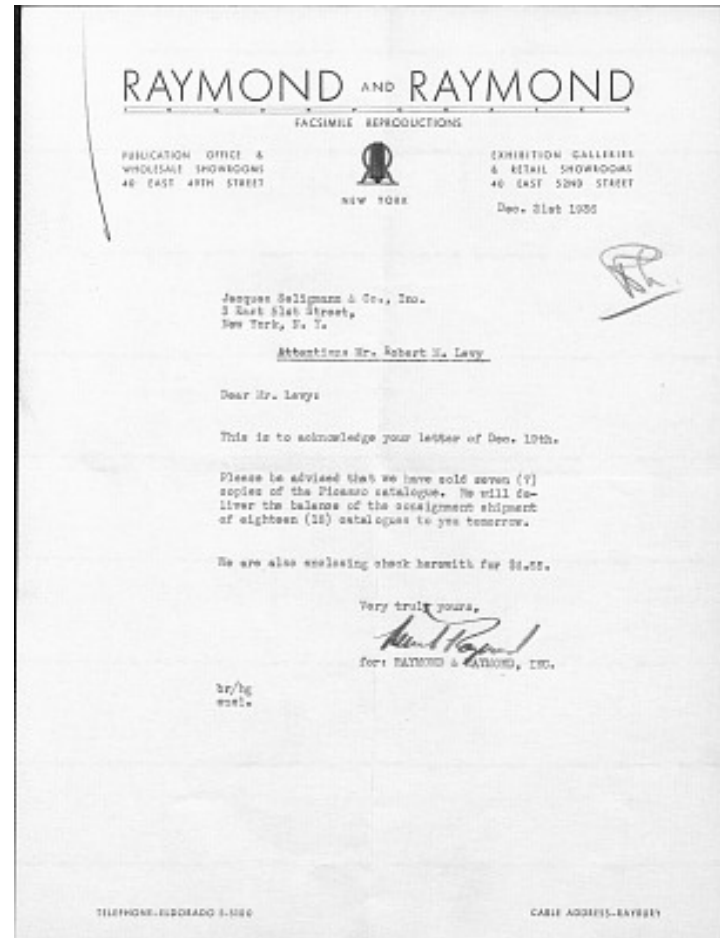 RAYMOND AND RAYMOND
INCORPORATED
FACSIMILE REPRODUCTIONS
PUBLICATION OFFICE &
WHOLESALE SHOWROOMS
40 EAST 49TH STREET
NEW YORK
EXHIBITION GALLERIES
& RETAIL SHOWROOMS
40 EAST 52ND STREET
Dec. 21st 1936
Jacques Seligmann & Co., Inc.
3 East 51st Street,
New York, N. Y.
Attention: Mr. Robert M. Levy
Dear Mr. Levy:
This is to acknowledge your letter of Dec. 19th.
Please be advised that we have sold seven (7)
copies of the Picasso catalogue. We will de-
liver the balance of the consignment shipment
of eighteen (18) catalogues to you tomorrow.
We are also enclosing check herewith for
Very truly yours,
for: RAYMOND & RAYMOND, INC.
br/hg
encl.
TELEPHONE-ELDORADO 5-5100
CABLE ADDRESS-RAYBURY